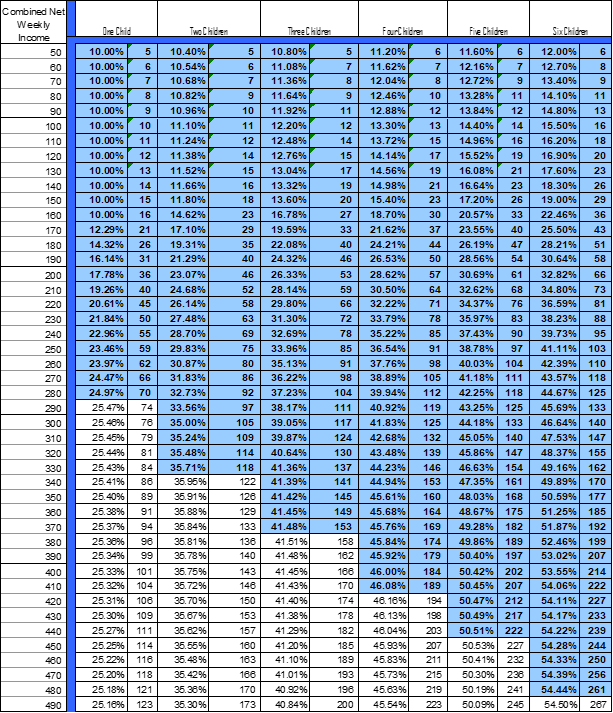 Combined Net
Weekly
Income One Child Two Children Three Children Four Children Five Children Six Children
50 10.00% 5 10.40% 5 10.80% 5 11.20% 6 11.60% 6 12.00% 6
60 10.00% 6 10.54% 6 11.08% 7 11.62% 7 12.16% 7 12.70% 8
70 10.00% 7 10.68% 7 11.36% 8 12.04% 8 12.72% 9 13.40% 9
80 10.00% 8 10.82% 9 11.64% 9 12.46% 10 13.28% 11 14.10% 11
90 10.00% 9 10.96% 10 11.92% 11 12.88% 12 13.84% 12 14.80% 13
100 10.00% 10 11.10% 11 12.20% 12 13.30% 13 14.40% 14 15.50% 16
110 10.00% 11 11.24% 12 12.48% 14 13.72% 15 14.96% 16 16.20% 18
120 10.00% 12 11.38% 14 12.76% 15 14.14% 17 15.52% 19 16.90% 20
130 10.00% 13 11.52% 15 13.04% 17 14.56% 19 16.08% 21 17.60% 23
140 10.00% 14 11.66% 16 13.32% 19 14.98% 21 16.64% 23 18.30% 26
150 10.00% 15 11.80% 18 13.60% 20 15.40% 23 17.20% 26 19.00% 29
160 10.00% 16 14.62% 23 16.78% 27 18.70% 30 20.57% 33 22.46% 36
170 12.29% 21 17.10% 29 19.59% 33 21.62% 37 23.55% 40 25.50% 43
180 14.32% 26 19.31% 35 22.08% 40 24.21% 44 26.19% 47 28.21% 51
190 16.14% 31 21.29% 40 24.32% 46 26.53% 50 28.56% 54 30.64% 58
200 17.78% 36 23.07% 46 26.33% 53 28.62% 57 30.69% 61 32.82% 66
210 19.26% 40 24.68% 52 28.14% 59 30.50% 64 32.62% 68 34.80% 73
220 20.61% 45 26.14% 58 29.80% 66 32.22% 71 34.37% 76 36.59% 81
230 21.84% 50 27.48% 63 31.30% 72 33.79% 78 35.97% 83 38.23% 88
240 22.96% 55 28.70% 69 32.69% 78 35.22% 85 37.43% 90 39.73% 95
250 23.46% 59 29.83% 75 33.96% 85 36.54% 91 38.78% 97 41.11% 103
260 23.97% 62 30.87% 80 35.13% 91 37.76% 98 40.03% 104 42.39% 110
270 24.47% 66 31.83% 86 36.22% 98 38.89% 105 41.18% 111 43.57% 118
280 24.97% 70 32.73% 92 37.23% 104 39.94% 112 42.25% 118 44.67% 125
290 25.47% 74 33.56% 97 38.17% 111 40.92% 119 43.25% 125 45.69% 133
300 25.46% 76 35.00% 105 39.05% 117 41.83% 125 44.18% 133 46.64% 140
310 25.45% 79 35.24% 109 39.87% 124 42.68% 132 45.05% 140 47.53% 147
320 25.44% 81 35.48% 114 40.64% 130 43.48% 139 45.86% 147 48.37% 155
330 25.43% 84 35.71% 118 41.36% 137 44.23% 146 46.63% 154 49.16% 162
340 25.41% 86 35.95% 122 41.39% 141 44.94% 153 47.35% 161 49.89% 170
350 25.40% 89 35.91% 126 41.42% 145 45.61% 160 48.03% 168 50.59% 177
360 25.38% 91 35.88% 129 41.45% 149 45.68% 164 48.67% 175 51.25% 185
370 25.37% 94 35.84% 133 41.48% 153 45.76% 169 49.28% 182 51.87% 192
380 25.36% 96 35.81% 136 41.51% 158 45.84% 174 49.86% 189 52.46% 199
390 25.34% 99 35.78% 140 41.48% 162 45.92% 179 50.40% 197 53.02% 207
400 25.33% 101 35.75% 143 41.45% 166 46.00% 184 50.42% 202 53.55% 214
410 25.32% 104 35.72% 146 41.43% 170 46.08% 189 50.45% 207 54.06% 222
420 25.31% 106 35.70% 150 41.40% 174 46.16% 194 50.47% 212 54.11% 227
430 25.30% 109 35.67% 153 41.38% 178 46.13% 198 50.49% 217 54.17% 233
440 25.27% 111 35.62% 157 41.29% 182 46.04% 203 50.51% 222 54.22% 239
450 25.25% 114 35.55% 160 41.20% 185 45.93% 207 50.53% 227 54.28% 244
460 25.22% 116 35.48% 163 41.10% 189 45.83% 211 50.41% 232 54.33% 250
470 25.20% 118 35.42% 166 41.01% 193 45.73% 215 50.30% 236 54.39% 256
480 25.18% 121 35.36% 170 40.92% 196 45.63% 219 50.19% 241 54.44% 261
490 25.16% 123 35.30% 173 40.84% 200 45.54% 223 50.09% 245 54.50% 267